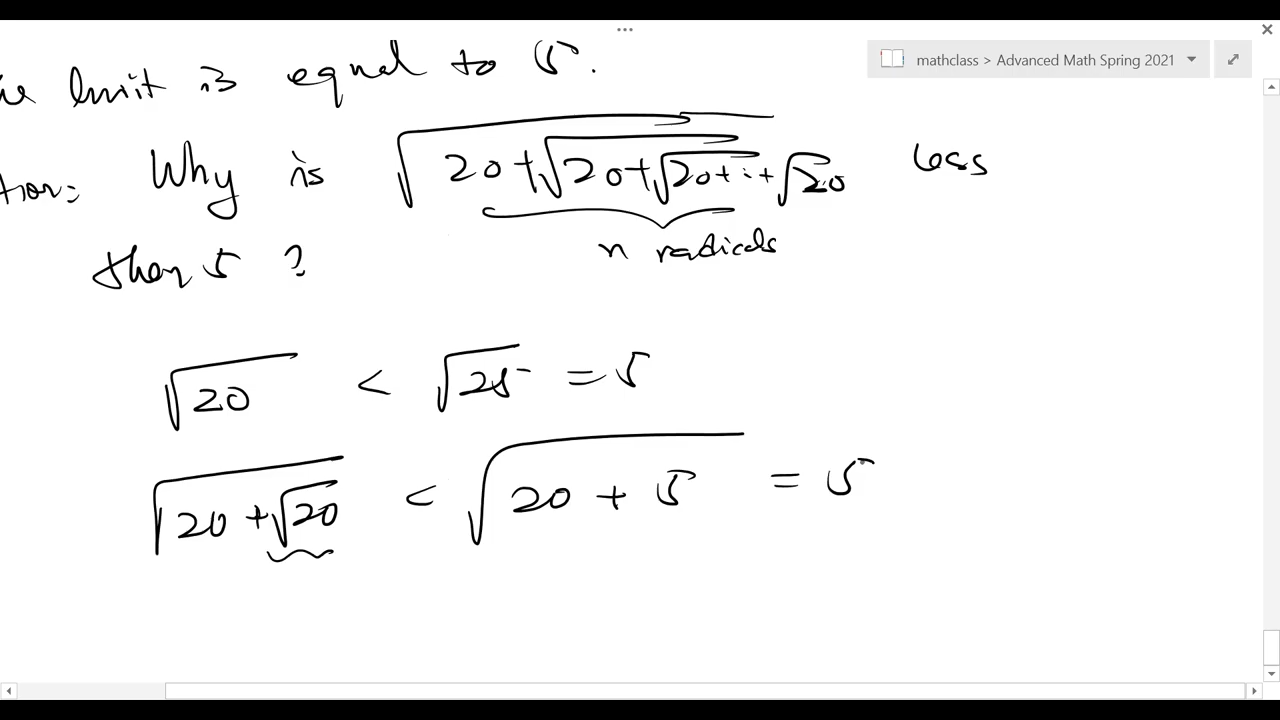 mathclass > Advanced Math Spring 2021
limit is equal to 5.
Why is √(20+√(20+√(20+...+√20 less
n radicals
than 5 ?
√20 < √25 = 5
√(20+√20) < √(20 + 5) = 5